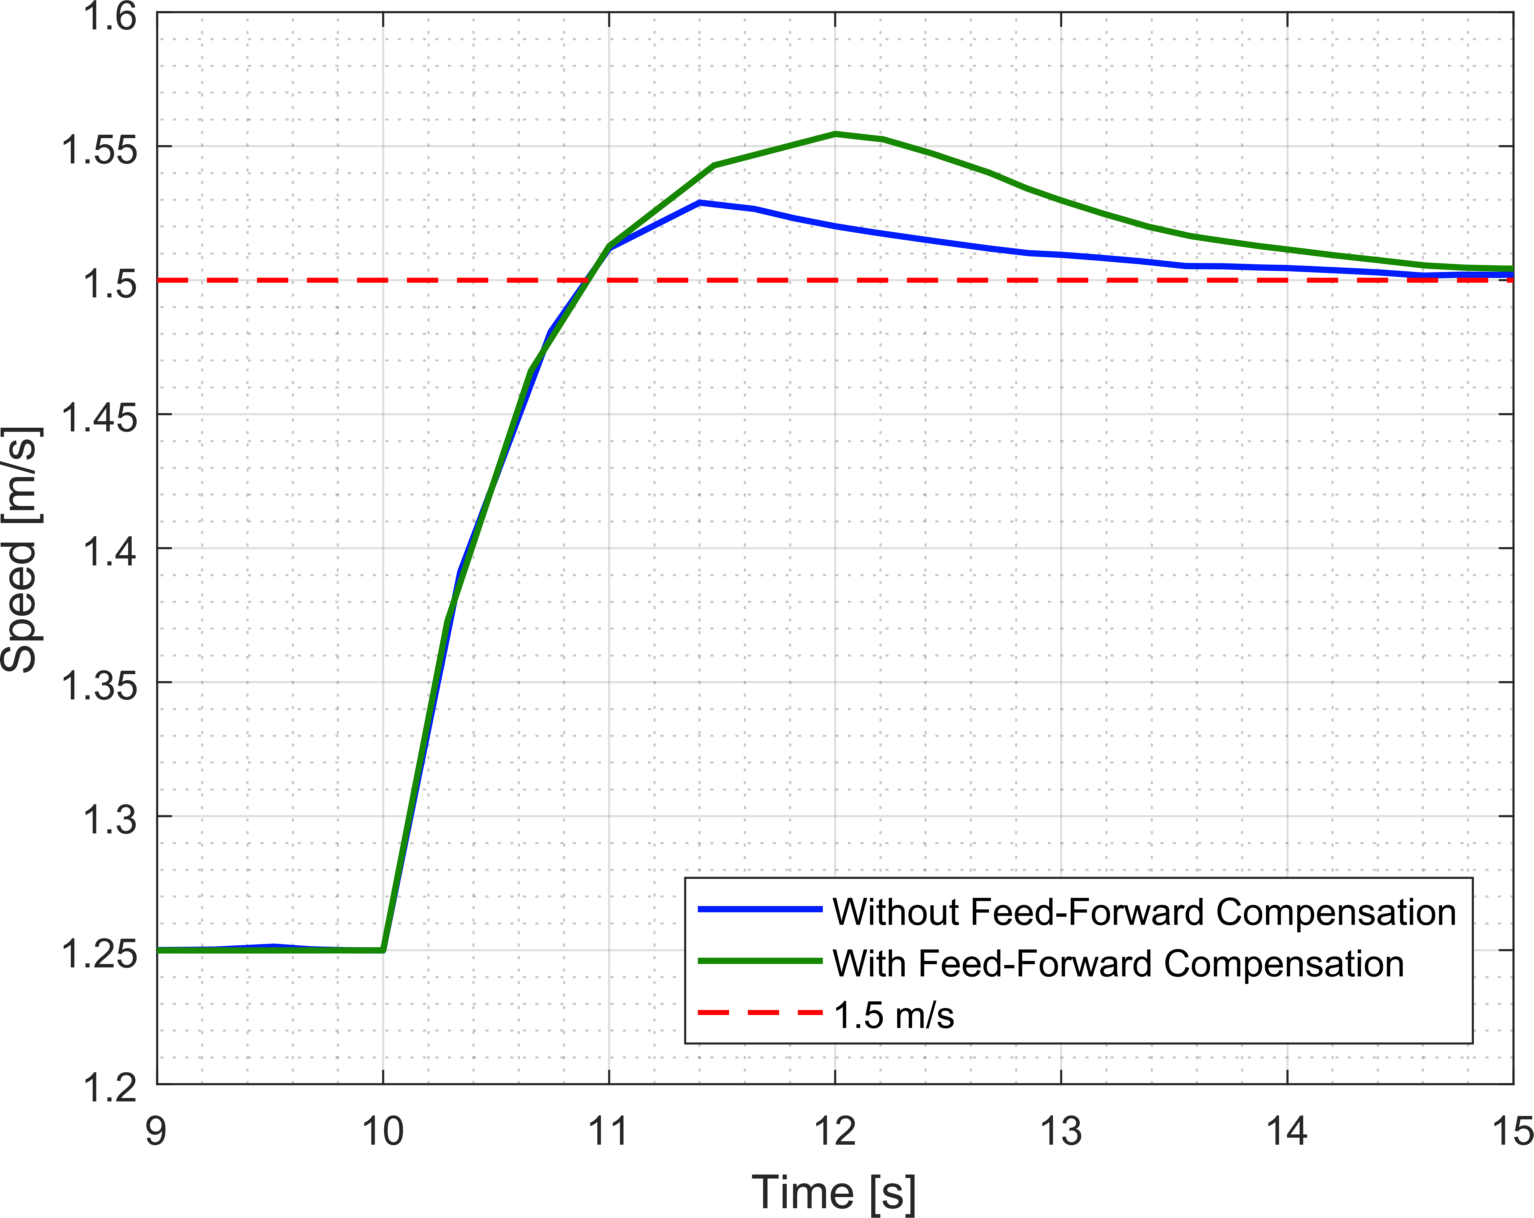 1.6
1.55
1.5
1.45
1.4
1.35
1.3
1.25
1.2
Speed [m/s]
Without Feed-Forward Compensation
With Feed-Forward Compensation
1.5 m/s
9 10 11 12 13 14 15
Time [s]